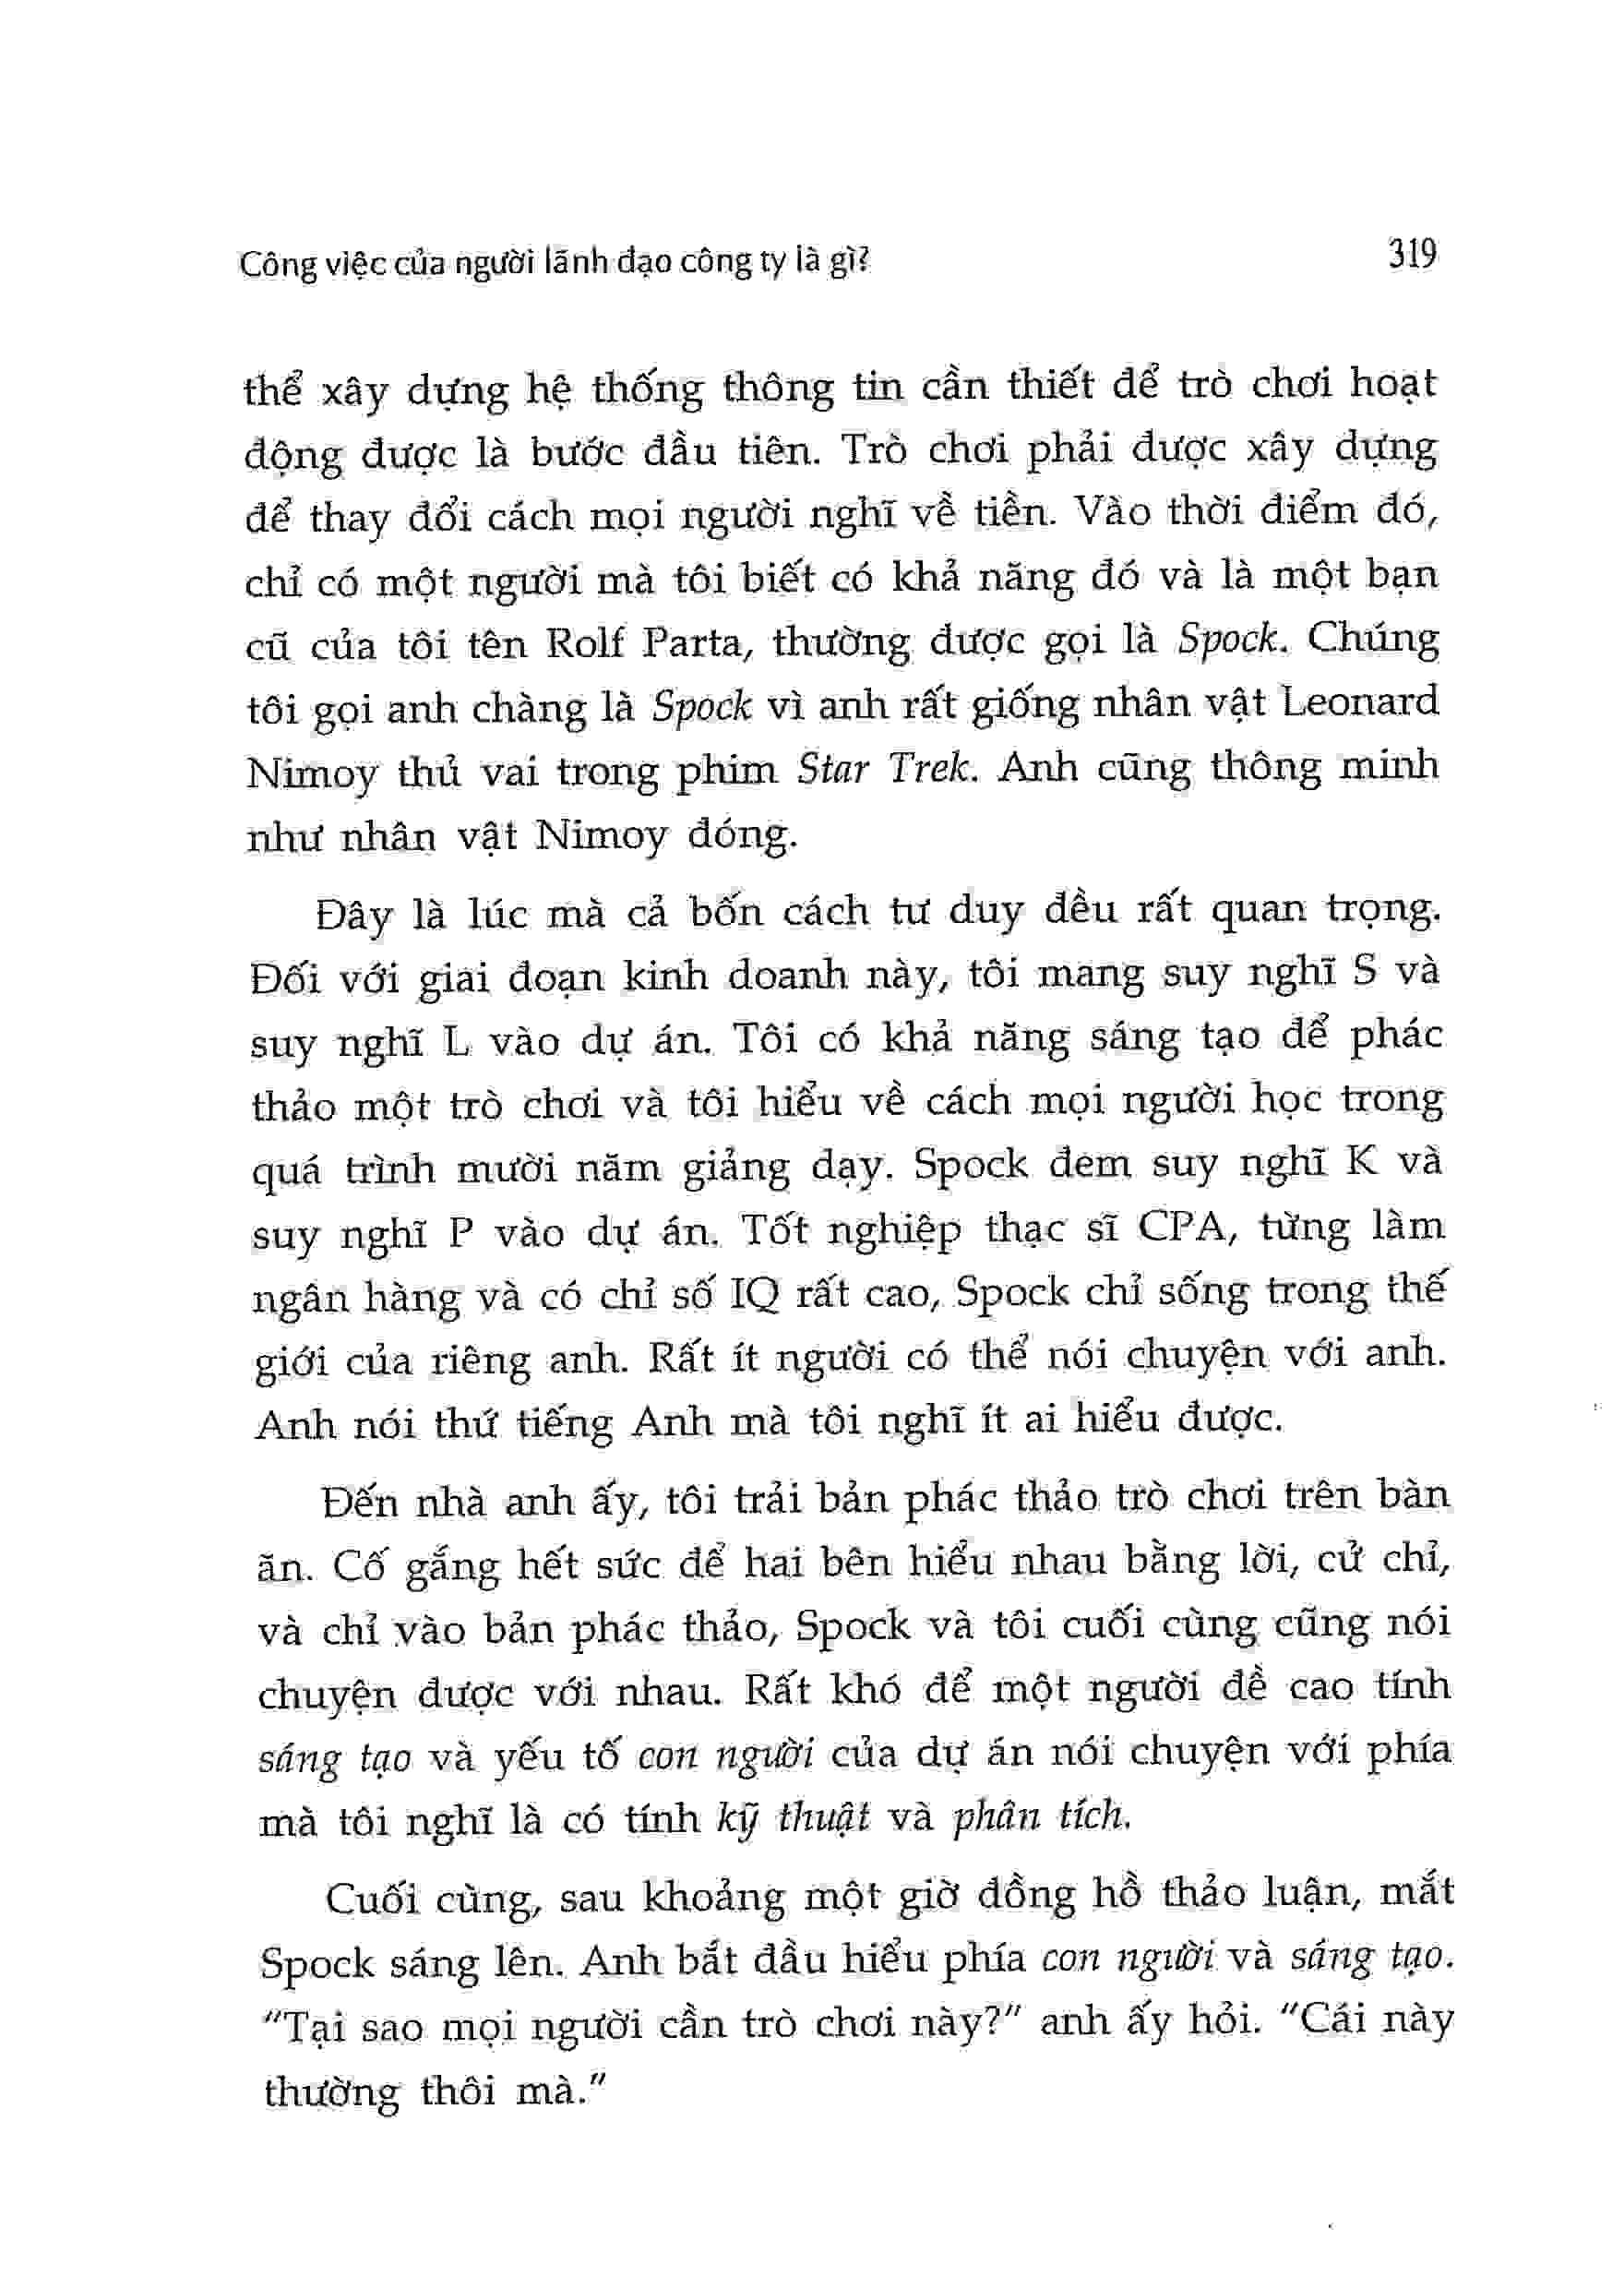 Công việc của người lãnh đạo công ty là gì?
319
thể xây dựng hệ thống thông tin cần thiết để trò chơi hoạt
động được là bước đầu tiên. Trò chơi phải được xây dựng
để thay đổi cách mọi người nghĩ về tiền. Vào thời điểm đó,
chỉ có một người mà tôi biết có khả năng đó và là một bạn
cũ của tôi tên Rolf Parta, thường được gọi là Spock. Chúng
tôi gọi anh chàng là Spock vì anh rất giống nhân vật Leonard
Nimoy thủ vai trong phim Star Trek. Anh cũng thông minh
như nhân vật Nimoy đóng.
Đây là lúc mà cả bốn cách tư duy đều rất quan trọng.
Đối với giai đoạn kinh doanh này, tôi mang suy nghĩ S và
suy nghĩ L vào dự án. Tôi có khả năng sáng tạo để phác
thảo một trò chơi và tôi hiểu về cách mọi người học trong
quá trình mười năm giảng dạy. Spock đem suy nghĩ K và
suy nghĩ P vào dự án. Tốt nghiệp thạc sĩ CPA, từng làm
ngân hàng và có chỉ số IQ rất cao, Spock chỉ sống trong thế
giới của riêng anh. Rất ít người có thể nói chuyện với anh.
Anh nói thứ tiếng Anh mà tôi nghĩ ít ai hiểu được.
Đến nhà anh ấy, tôi trải bản phác thảo trò chơi trên bàn
ăn. Cố gắng hết sức để hai bên hiểu nhau bằng lời, cử chỉ,
và chỉ vào bản phác thảo, Spock và tôi cuối cùng cũng nói
chuyện được với nhau. Rất khó để một người đề cao tính
sáng tạo và yếu tố con người của dự án nói chuyện với phía
mà tôi nghĩ là có tính kỹ thuật và phân tích.
Cuối cùng, sau khoảng một giờ đồng hồ thảo luận, mắt
Spock sáng lên. Anh bắt đầu hiểu phía con người và sáng tạo.
"Tại sao mọi người cần trò chơi này?" anh ấy hỏi. "Cái này
thường thôi mà."